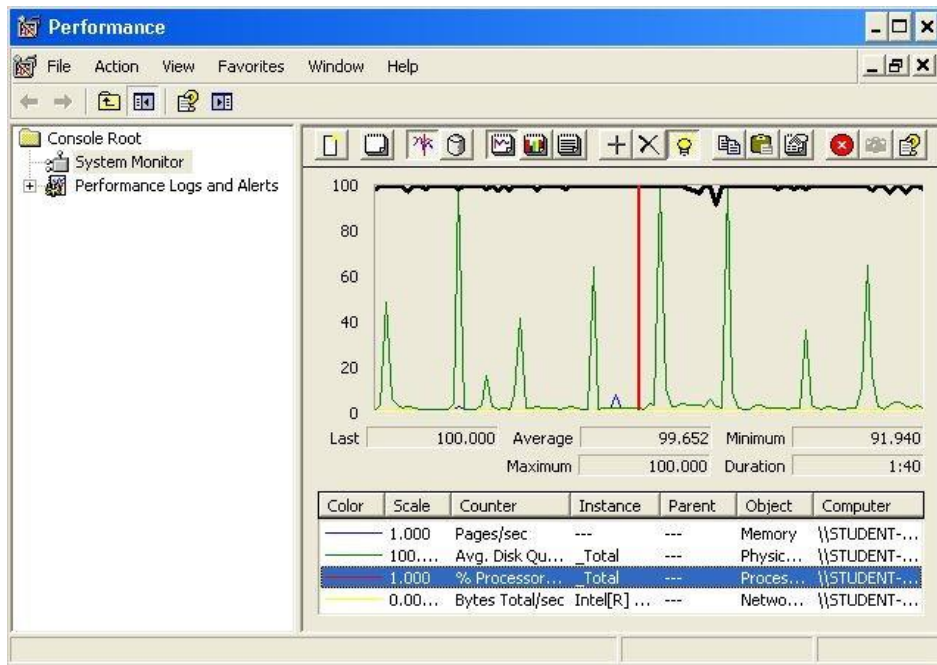 Performance
File Action View Favorites Window Help
Console Root
System Monitor
Performance Logs and Alerts
100
80
60
40
20
0
Last 100.000 Average 99.652 Minimum 91.940
Maximum 100.000 Duration 1:40
Color Scale Counter Instance Parent Object Computer
1.000 Pages/sec --- --- Memory \\STUDENT-...
100.... Avg. Disk Qu... _Total --- Physic... \\STUDENT-...
1.000 % Processor... _Total --- Proces... \\STUDENT-...
0.00... Bytes Total/sec Intel[R] ... --- Netwo... \\STUDENT-...